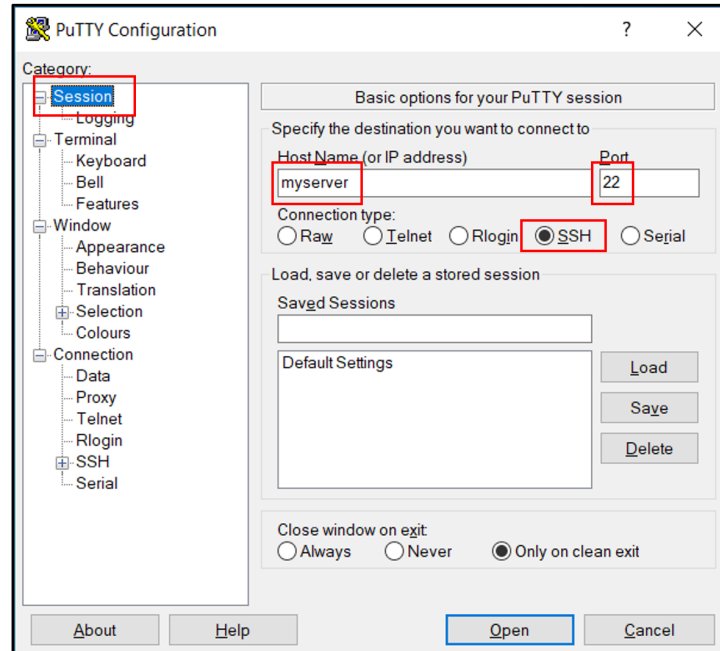 PuTTY Configuration
?
Category:
Session
Logging
Terminal
Keyboard
Bell
Features
Window
Appearance
Behaviour
Translation
Selection
Colours
Connection
Data
Proxy
Telnet
Rlogin
SSH
Serial
Basic options for your PuTTY session
Specify the destination you want to connect to
Host Name (or IP address) Port
myserver 22
Connection type:
Raw Telnet Rlogin SSH Serial
Load, save or delete a stored session
Saved Sessions
Default Settings
Load
Save
Delete
Close window on exit:
Always Never Only on clean exit
About Help Open Cancel